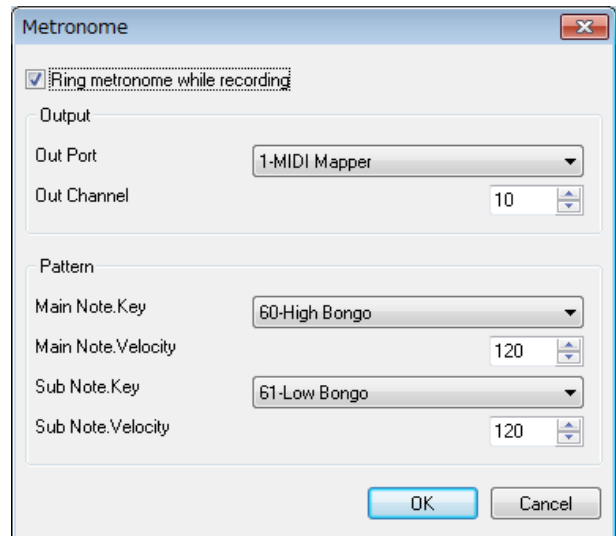 Metronome
Ring metronome while recording
Output
Out Port 1-MIDI Mapper
Out Channel 10
Pattern
Main Note.Key 60-High Bongo
Main Note.Velocity 120
Sub Note.Key 61-Low Bongo
Sub Note.Velocity 120
OK Cancel